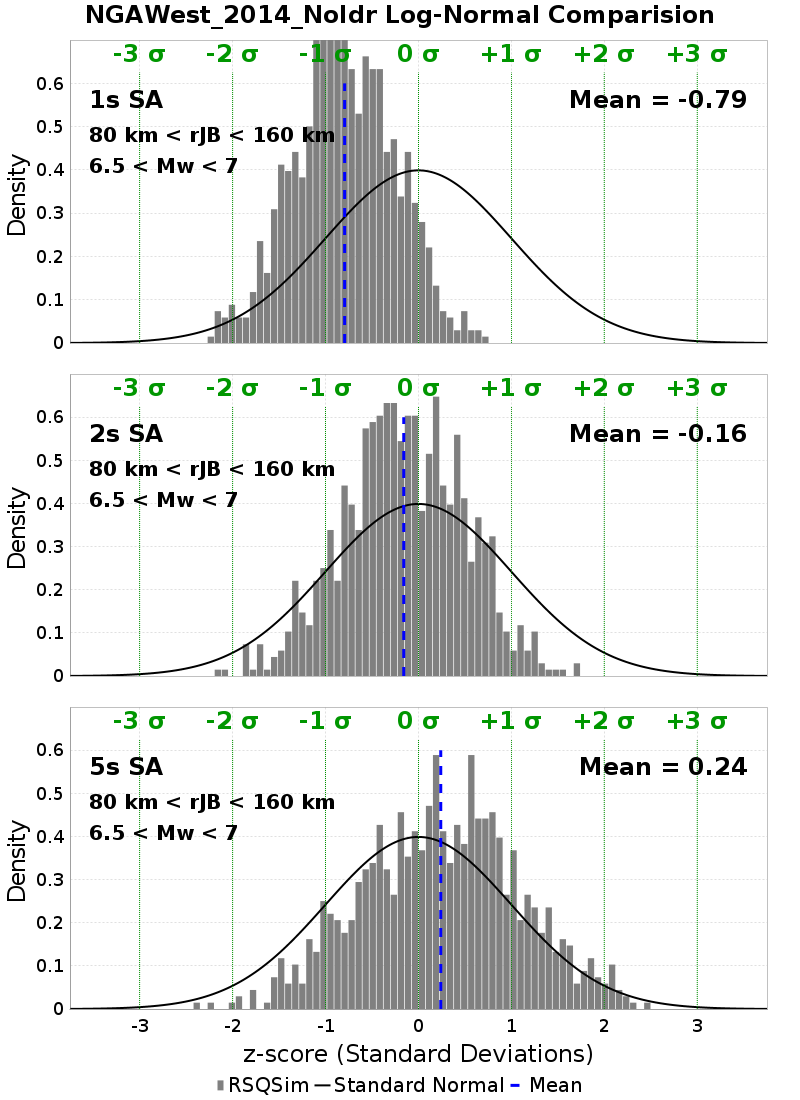 NGAWest_2014_NoIdr Log-Normal Comparision
-3 σ -2 σ -1 σ 0 σ +1 σ +2 σ +3 σ
0.6
1s SA Mean = -0.79
0.5
80 km < rJB < 160 km
6.5 < Mw < 7
0.4
0.3
0.2
0.1
0
Density
-3 σ -2 σ -1 σ 0 σ +1 σ +2 σ +3 σ
0.6
2s SA Mean = -0.16
0.5
80 km < rJB < 160 km
6.5 < Mw < 7
0.4
0.3
0.2
0.1
0
Density
-3 σ -2 σ -1 σ 0 σ +1 σ +2 σ +3 σ
0.6
5s SA Mean = 0.24
0.5
80 km < rJB < 160 km
6.5 < Mw < 7
0.4
0.3
0.2
0.1
0
Density
-3 -2 -1 0 1 2 3
z-score (Standard Deviations)
RSQSim Standard Normal Mean